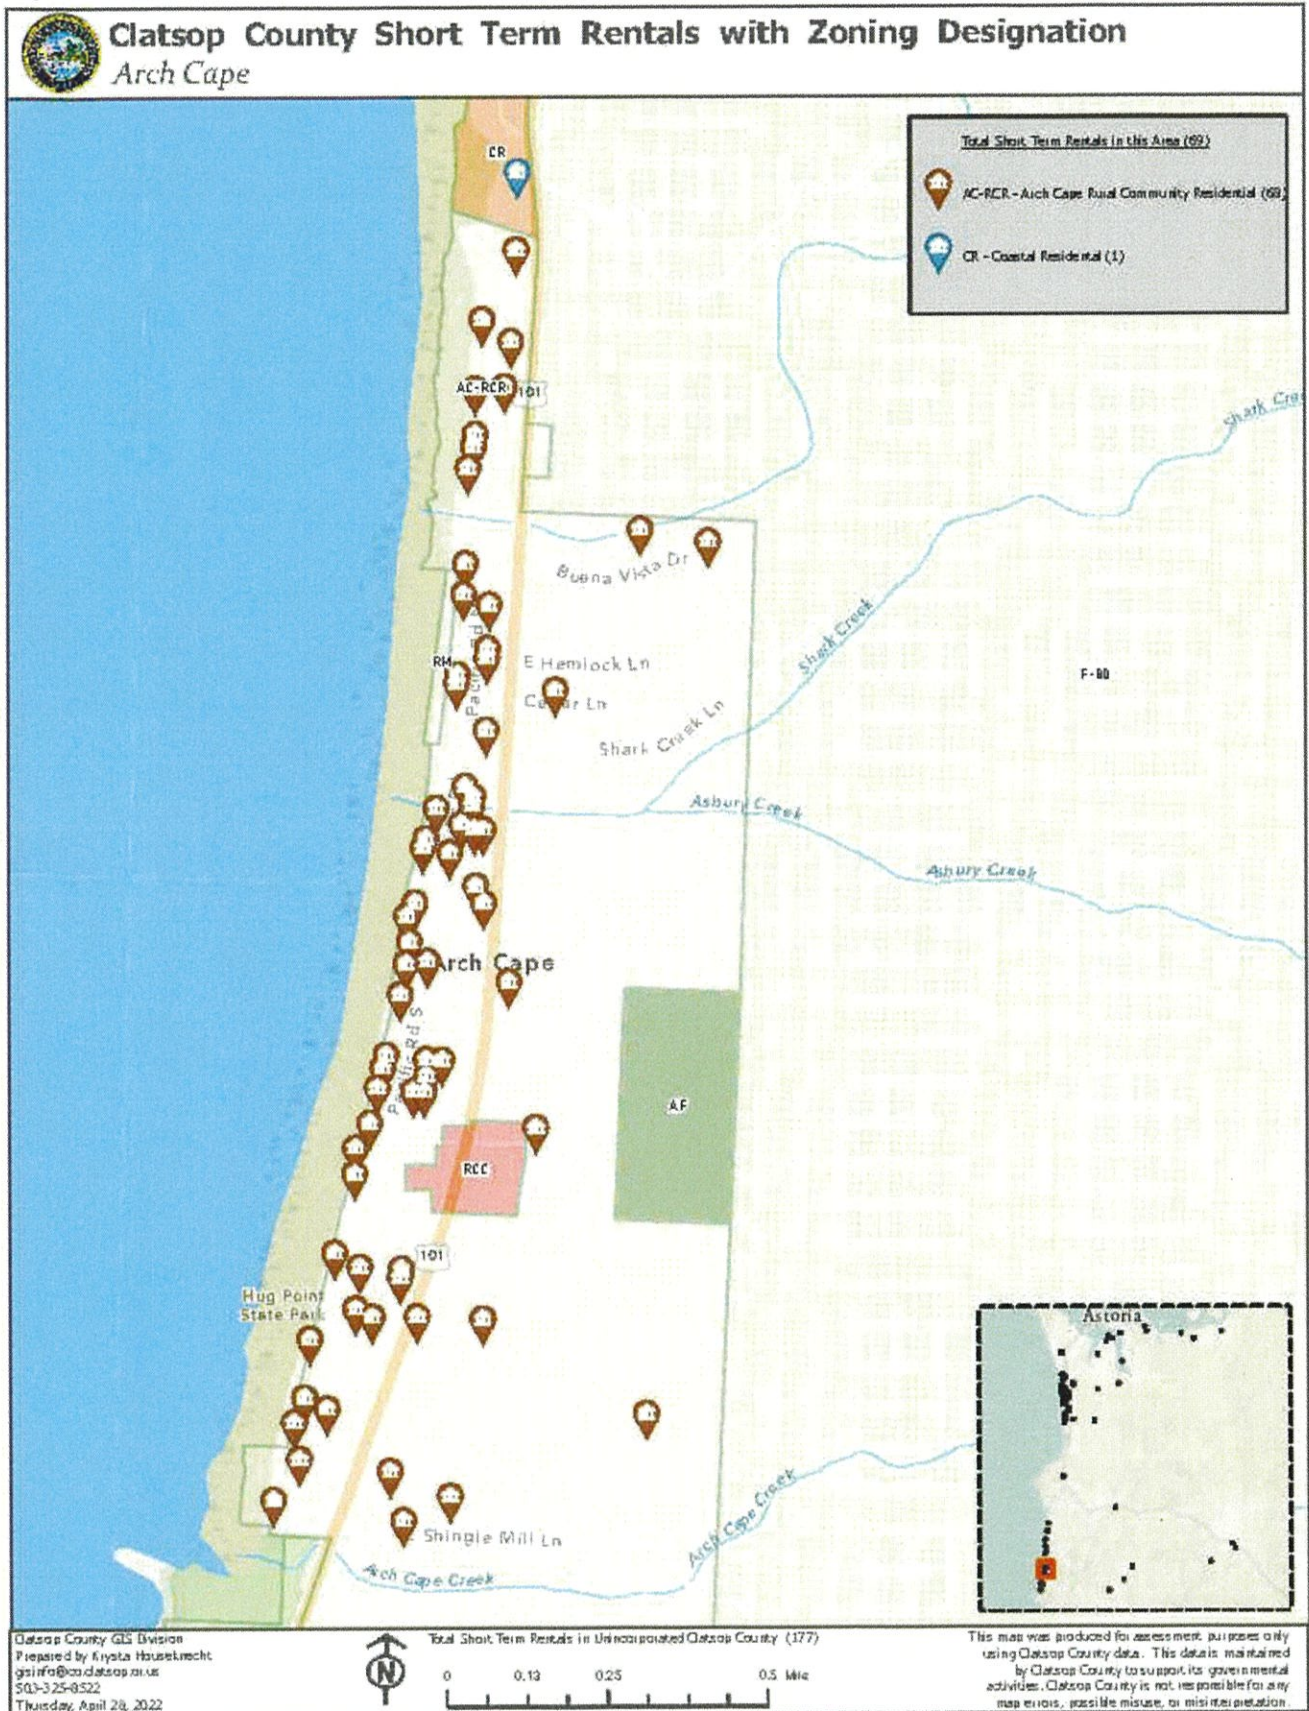 Clatsop County Short Term Rentals with Zoning Designation
Arch Cape
Total Short Term Rentals in this Area (69)
AC-RCR - Arch Cape Rural Community Residential (68)
CR - Coastal Residental (1)
CR
AC-RCR
101
Shark
Buena Vista Dr
Shark Creek
RM
E Hemlock Ln
F-80
Shark Creek Ln
Asbury Creek
Asbury Creek
Arch Cape
AF
RCC
101
Hug Point
State Park
Astoria
Shingle Mill Ln
Arch Cape Creek
Arch Cape Creek
Clatsop County GIS Division
Prepared by Krysta Houseknecht
gisinfo@co.clatsop.or.us
503-325-8522
Thursday, April 28, 2022
N
Total Short Term Rentals in Unincorporated Clatsop County (177)
0 0.13 0.25 0.5 Mile
This map was produced for assessment purposes only
using Clatsop County data. This data is maintained
by Clatsop County to support its governmental
activities. Clatsop County is not responsible for any
map errors, possible misuse, or misinterpretation.